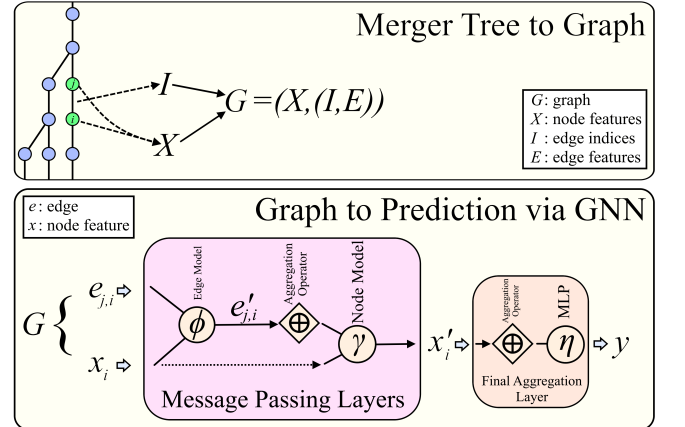 Merger Tree to Graph
j
i
I
X
G=(X,(I,E))
G: graph
X: node features
I: edge indices
E: edge features
Graph to Prediction via GNN
e: edge
x: node feature
G {
e_{j,i}
x_i
Edge Model
ϕ
e'_{j,i}
Aggregation
Operator
⊕
Node Model
γ
Message Passing Layers
x'_i
Aggregation
Operator
⊕
MLP
η
Final Aggregation
Layer
y